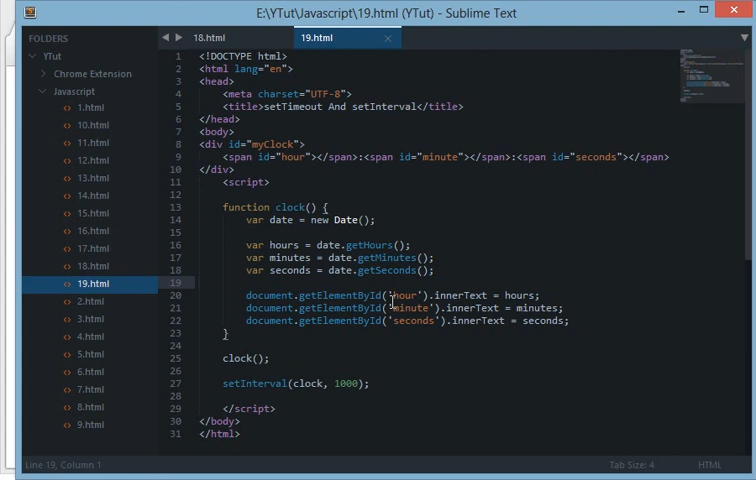 E:\YTut\Javascript\19.html (YTut) - Sublime Text
FOLDERS
YTut
Chrome Extension
Javascript
1.html
10.html
11.html
12.html
13.html
14.html
15.html
16.html
17.html
18.html
19.html
2.html
3.html
4.html
5.html
6.html
7.html
8.html
9.html
18.html
19.html
1 <!DOCTYPE html>
2 <html lang="en">
3 <head>
4 <meta charset="UTF-8">
5 <title>setTimeout And setInterval</title>
6 </head>
7 <body>
8 <div id="myClock">
9 <span id="hour"></span>:<span id="minute"></span>:<span id="seconds"></span>
10 </div>
11 <script>
12
13 function clock() {
14 var date = new Date();
15
16 var hours = date.getHours();
17 var minutes = date.getMinutes();
18 var seconds = date.getSeconds();
19
20 document.getElementById('hour').innerText = hours;
21 document.getElementById('minute').innerText = minutes;
22 document.getElementById('seconds').innerText = seconds;
23 }
24
25 clock();
26
27 setInterval(clock, 1000);
28
29 </script>
30 </body>
31 </html>
Line 19, Column 1
Tab Size: 4
HTML